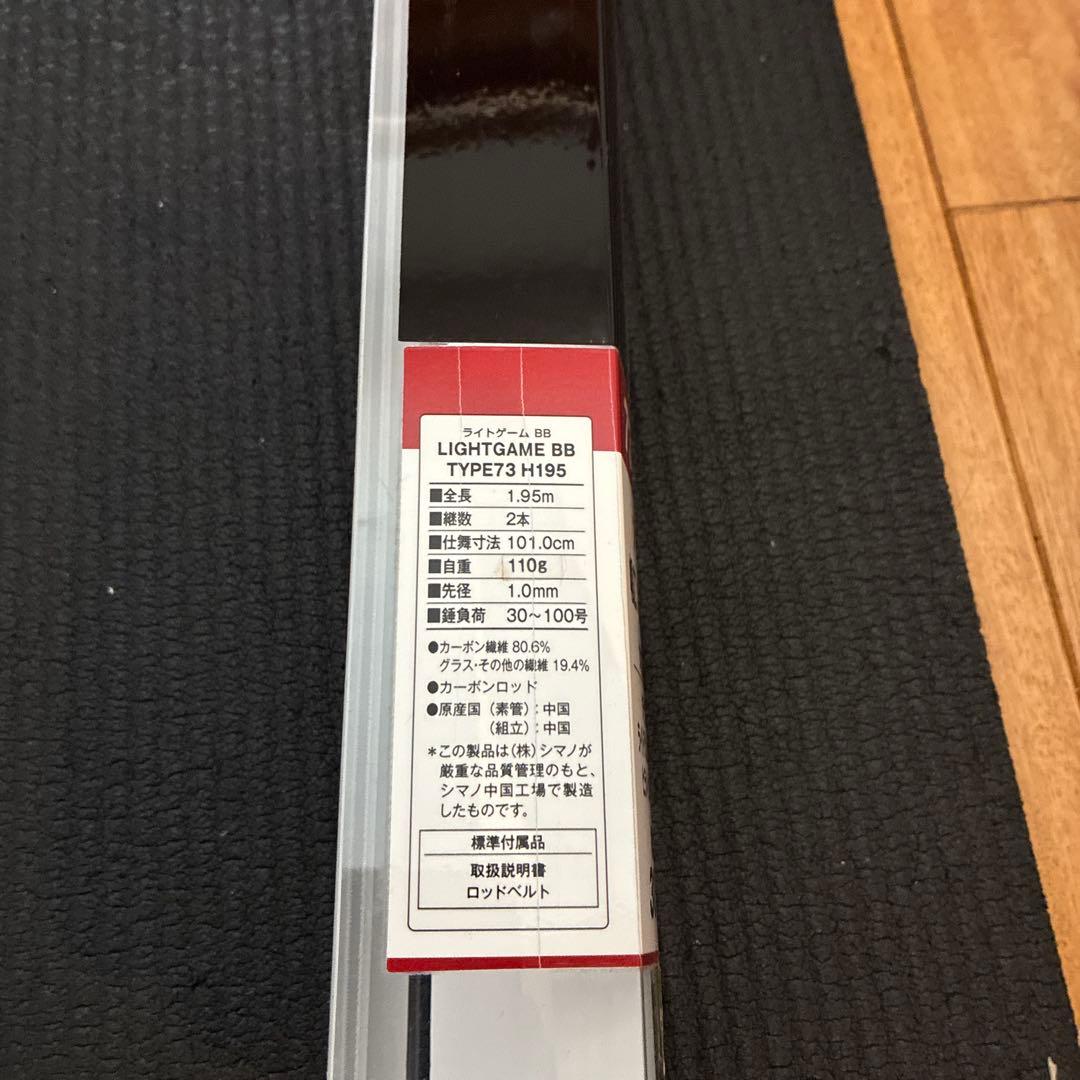 ライトゲーム BB
LIGHTGAME BB
TYPE73 H195
■全長 1.95m
■継数 2本
■仕舞寸法 101.0cm
■自重 110g
■先径 1.0mm
■錘負荷 30〜100号
●カーボン繊維 80.6%
グラス・その他の繊維 19.4%
●カーボンロッド
●原産国（素管）：中国
（組立）：中国
＊この製品は（株）シマノが
厳重な品質管理のもと、
シマノ中国工場で製造
したものです。
標準付属品
取扱説明書
ロッドベルト